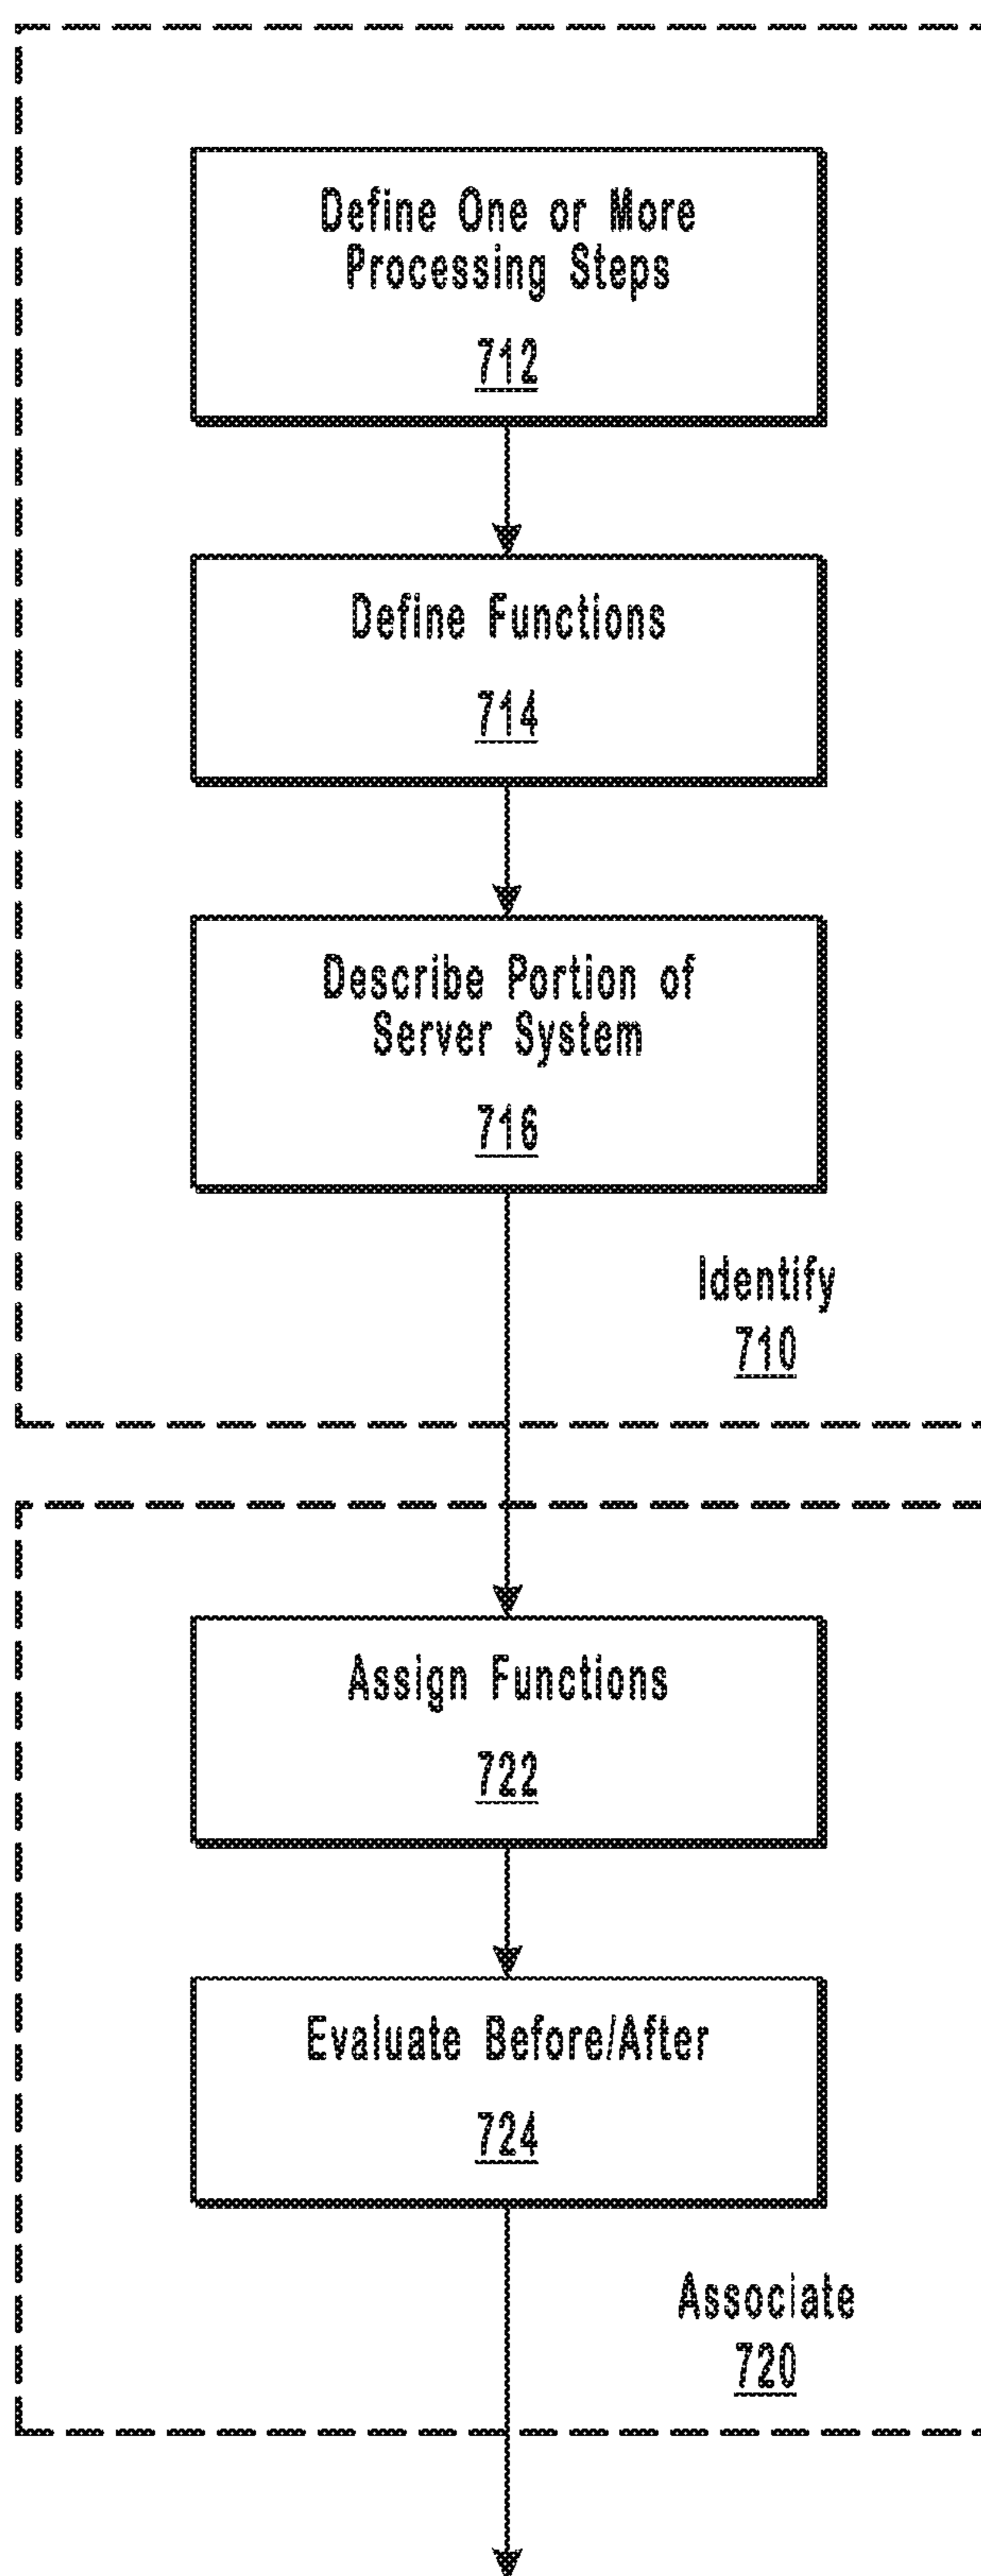 Define One or More
Processing Steps
712
Define Functions
714
Describe Portion of
Server System
716
Identify
710
Assign Functions
722
Evaluate Before/After
724
Associate
720